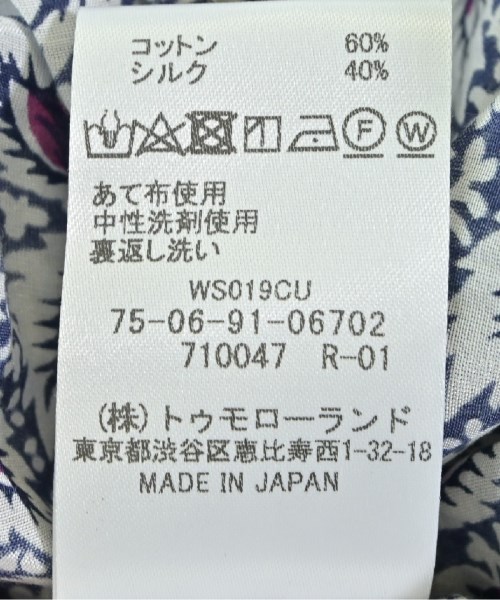 コットン 60%
シルク 40%
F W
あて布使用
中性洗剤使用
裏返し洗い
WS019CU
75-06-91-06702
710047 R-01
(株)トゥモローランド
東京都渋谷区恵比寿西1-32-18
MADE IN JAPAN